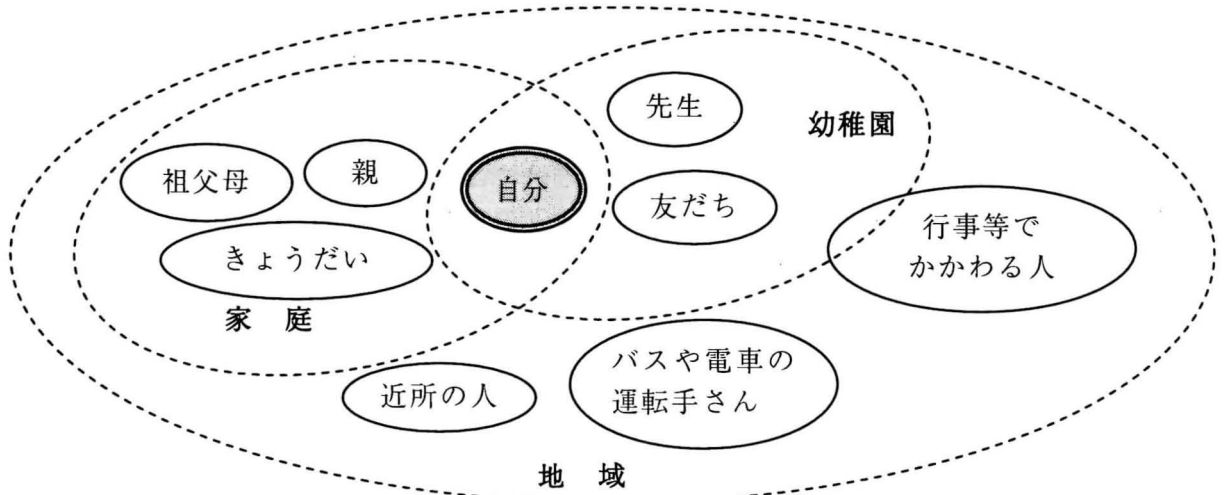 先生
幼稚園
祖父母
親
自分
友だち
行事等で
かかわる人
きょうだい
家 庭
バスや電車の
運転手さん
近所の人
地 域